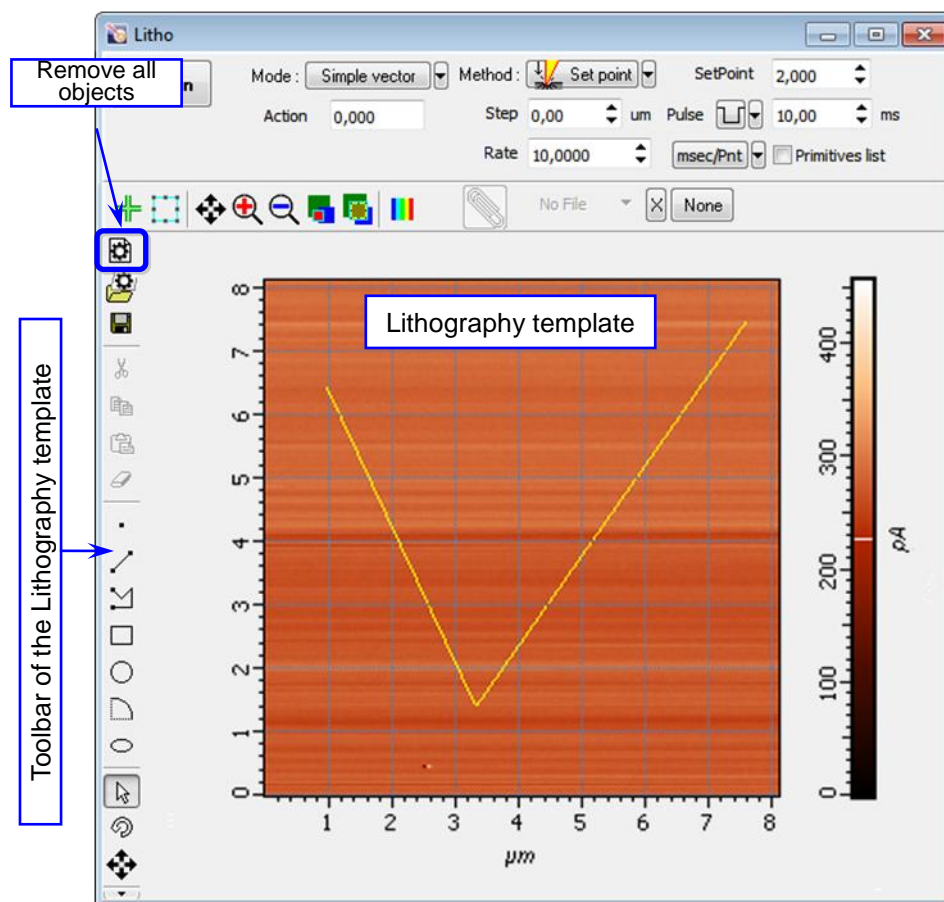 Litho
Remove all
objects
n
Mode : Simple vector Method : Set point SetPoint 2,000
Action 0,000 Step 0,00 um Pulse 10,00 ms
Rate 10,0000 msec/Pnt Primitives list
No File X None
Toolbar of the Lithography template
Lithography template
8
7
6
5
4
3
2
1
0
1 2 3 4 5 6 7 8
μm
400
300
200
100
0
pA